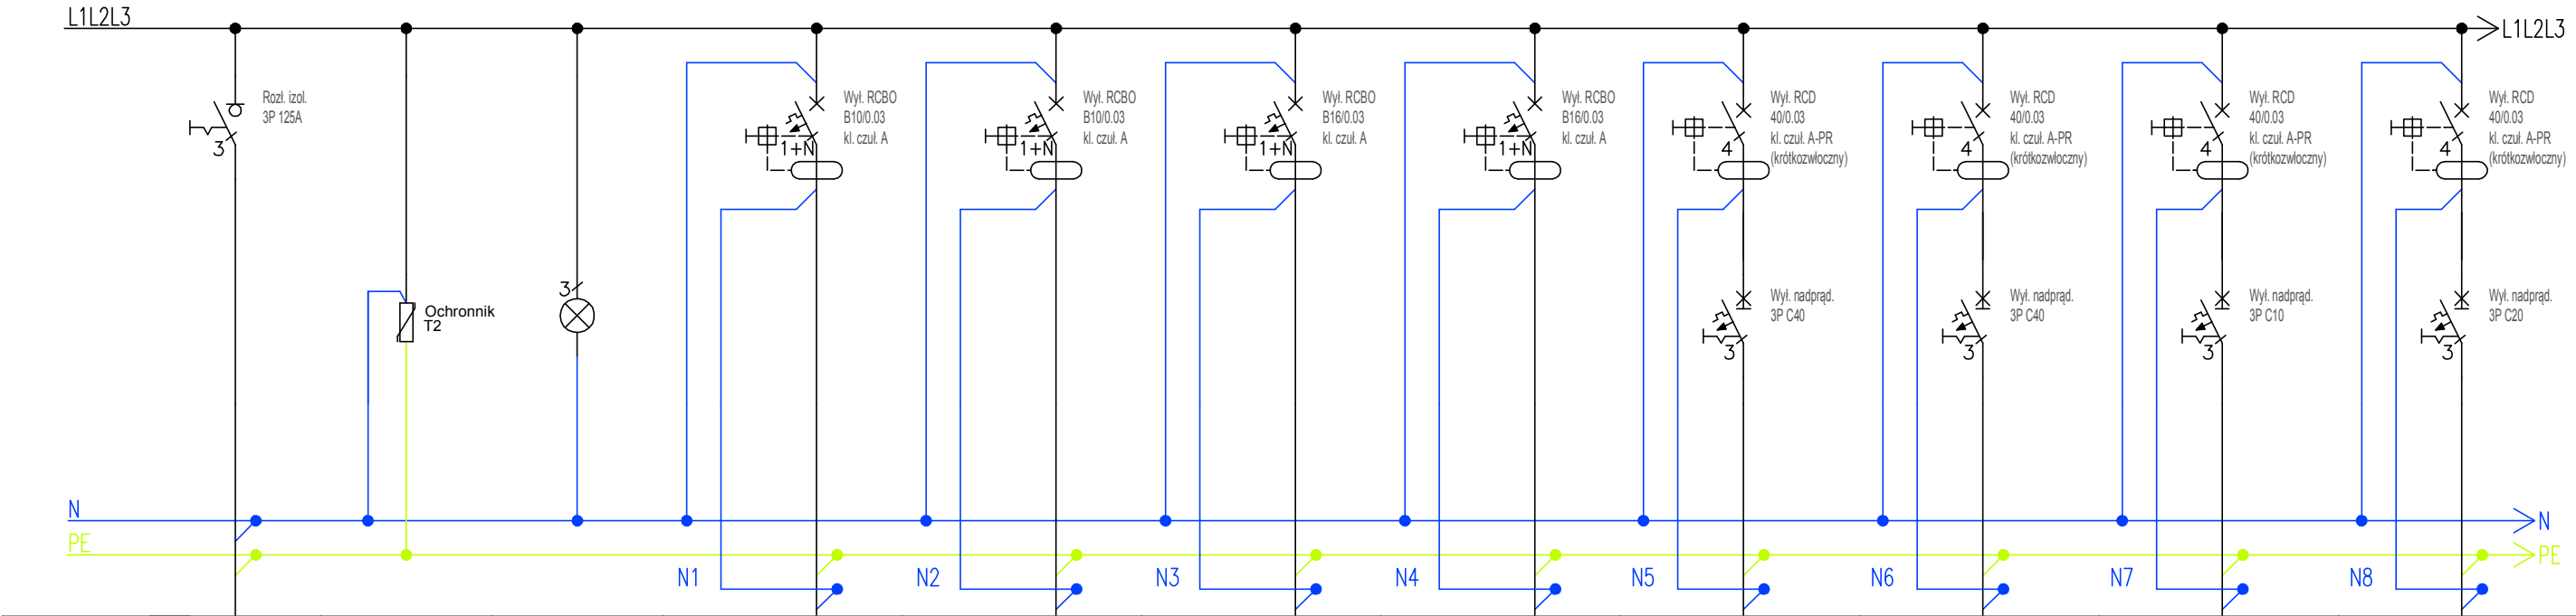 L1L2L3
L1L2L3
Rozł. izol.
3P 125A
3
Ochronnik
T2
3
Wył. RCBO
B10/0.03
kl. czuł. A
1+N
Wył. RCBO
B10/0.03
kl. czuł. A
1+N
Wył. RCBO
B16/0.03
kl. czuł. A
1+N
Wył. RCBO
B16/0.03
kl. czuł. A
1+N
Wył. RCD
40/0.03
kl. czuł. A-PR
(krótkozwłoczny)
4
Wył. nadprąd.
3P C40
3
Wył. RCD
40/0.03
kl. czuł. A-PR
(krótkozwłoczny)
4
Wył. nadprąd.
3P C40
3
Wył. RCD
40/0.03
kl. czuł. A-PR
(krótkozwłoczny)
4
Wył. nadprąd.
3P C10
3
Wył. RCD
40/0.03
kl. czuł. A-PR
(krótkozwłoczny)
4
Wył. nadprąd.
3P C20
3
N
N
PE
PE
N1
N2
N3
N4
N5
N6
N7
N8